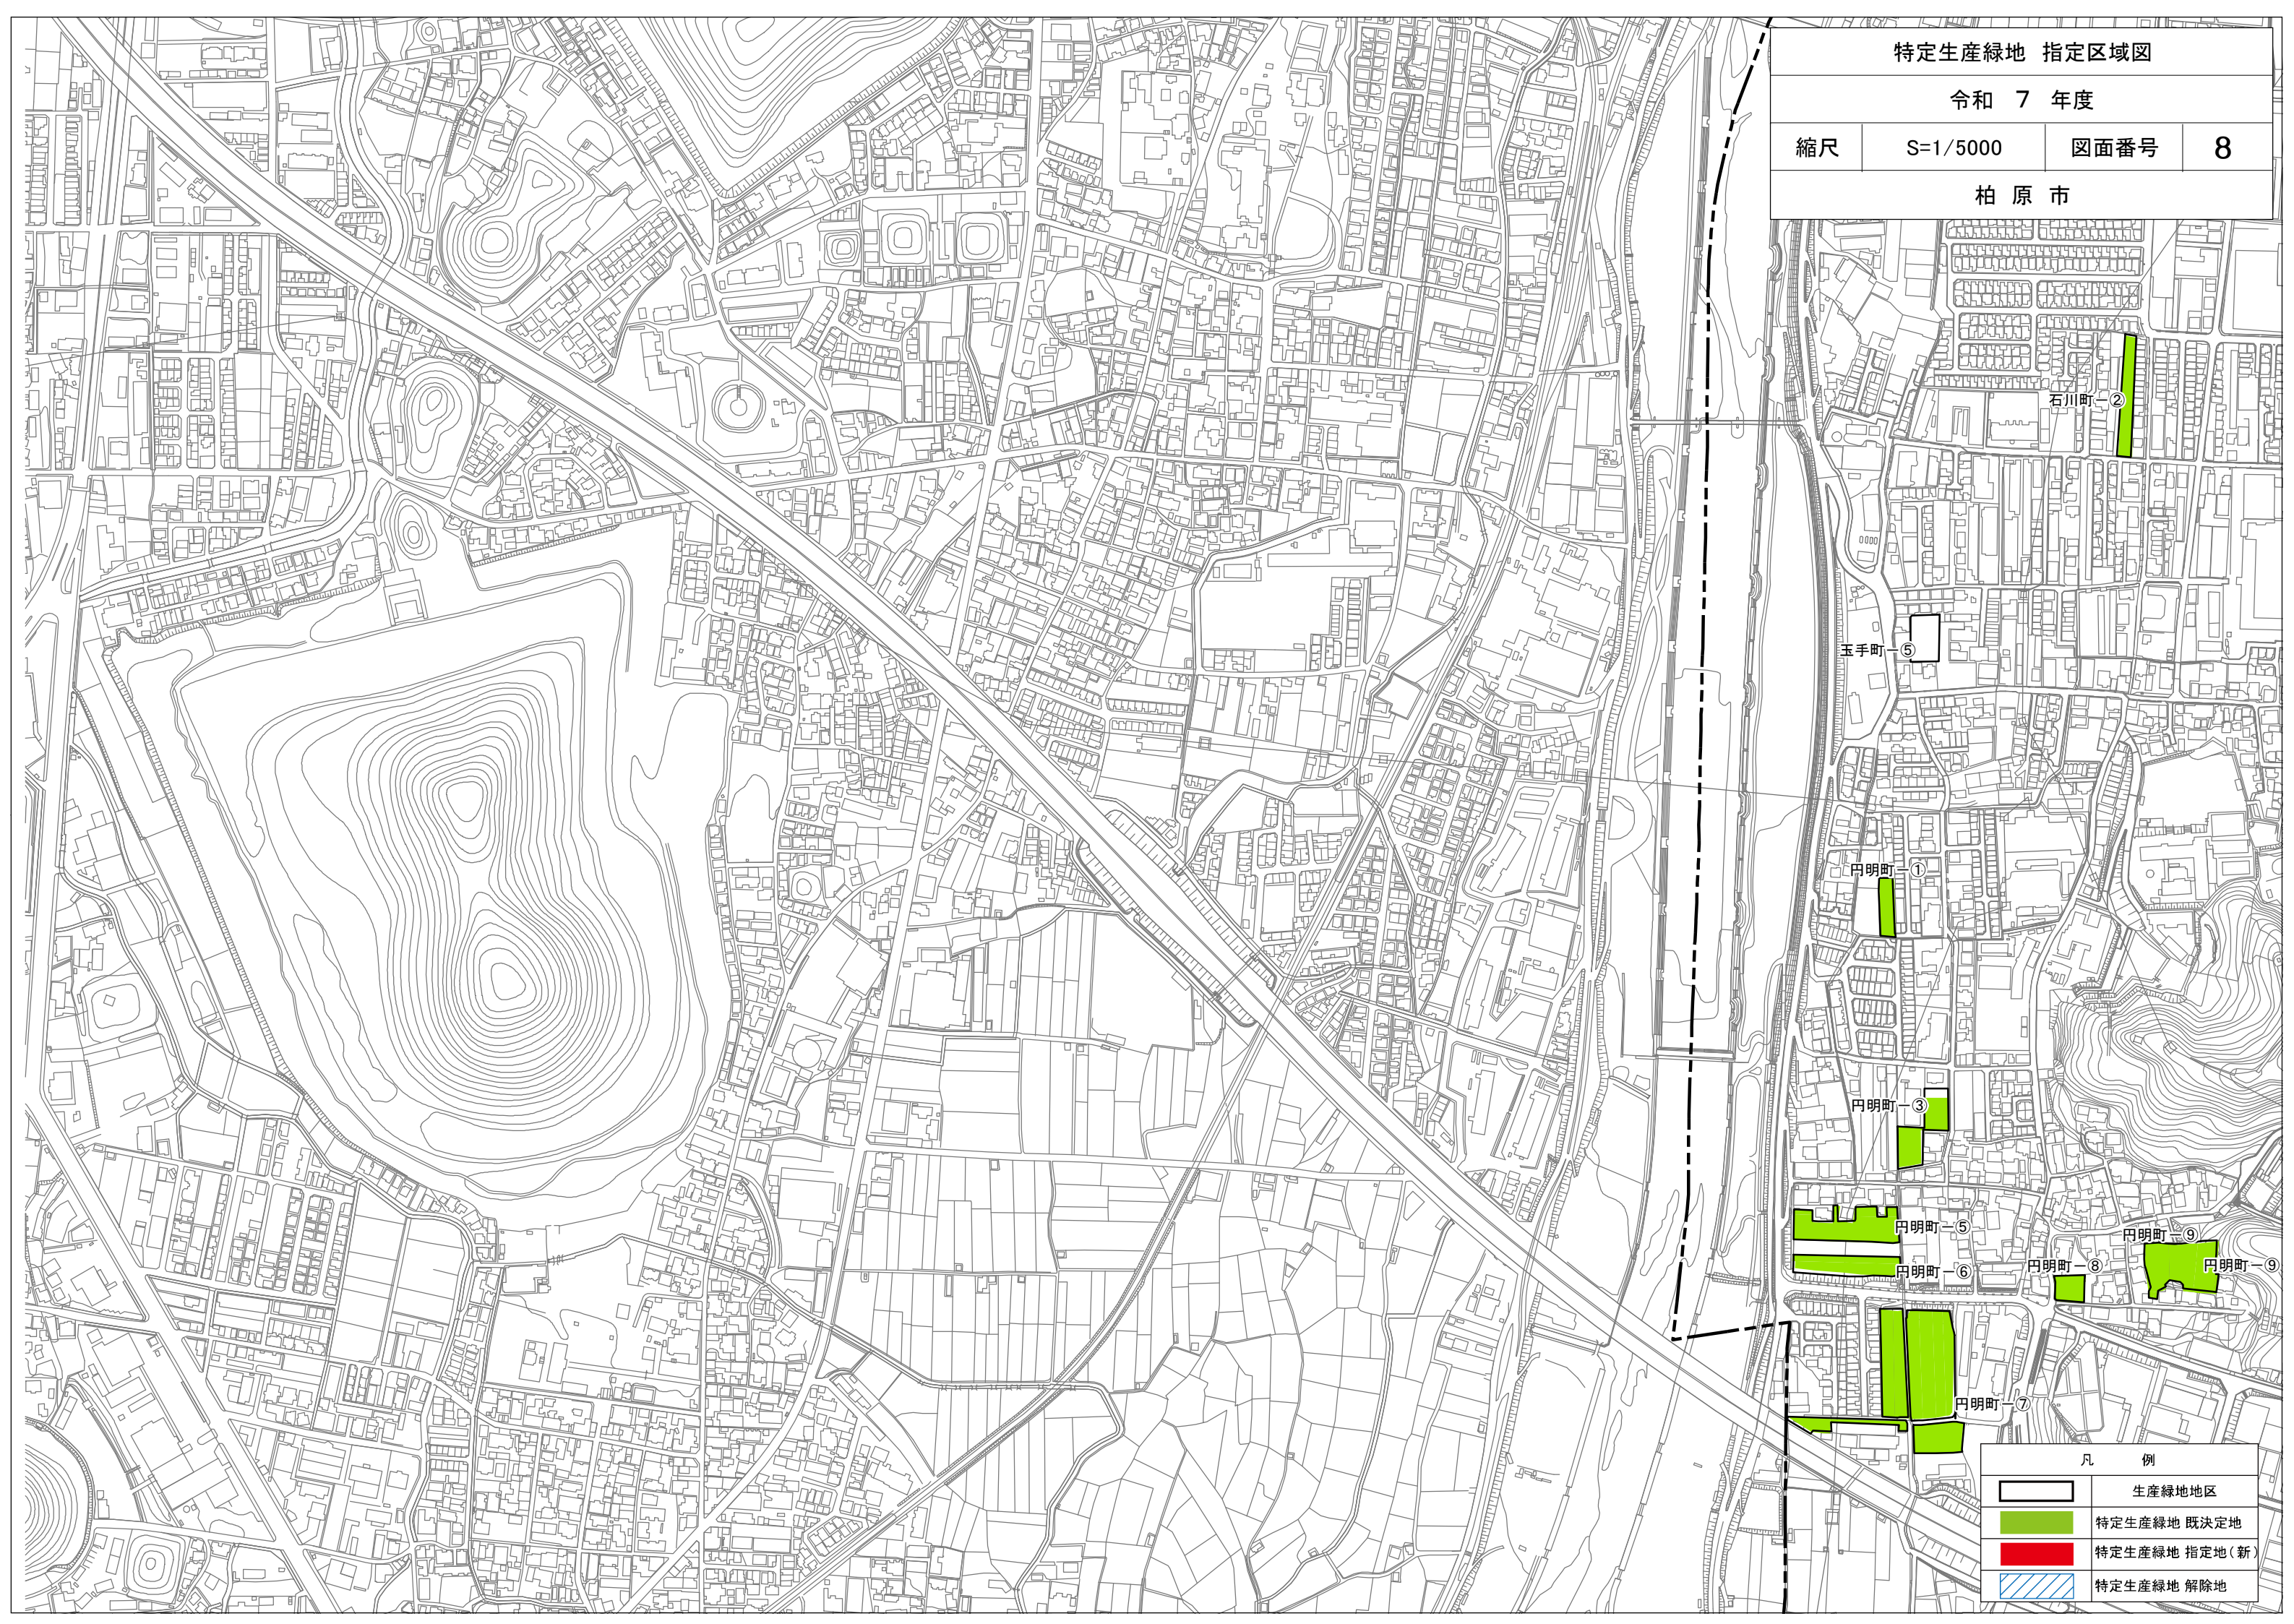 特定生産緑地 指定区域図
令和 7 年度
縮尺 S=1/5000 図面番号 8
柏原市
石川町－②
玉手町－⑤
円明町－①
円明町－③
円明町－⑤
円明町－⑨
円明町－⑧
円明町－⑨
円明町－⑥
円明町－⑦
凡 例
生産緑地地区
特定生産緑地 既決定地
特定生産緑地 指定地(新)
特定生産緑地 解除地